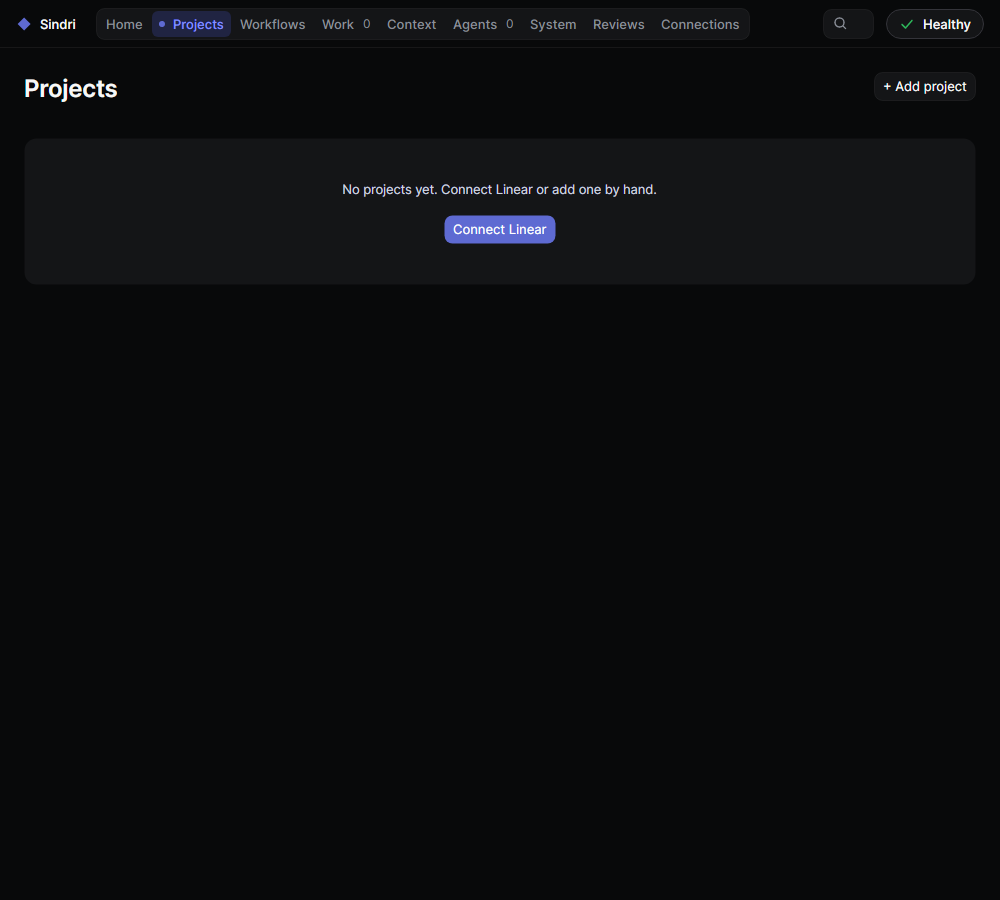 Sindri
Home Projects Workflows Work 0 Context Agents 0 System Reviews Connections
Healthy
Projects
+ Add project
No projects yet. Connect Linear or add one by hand.
Connect Linear